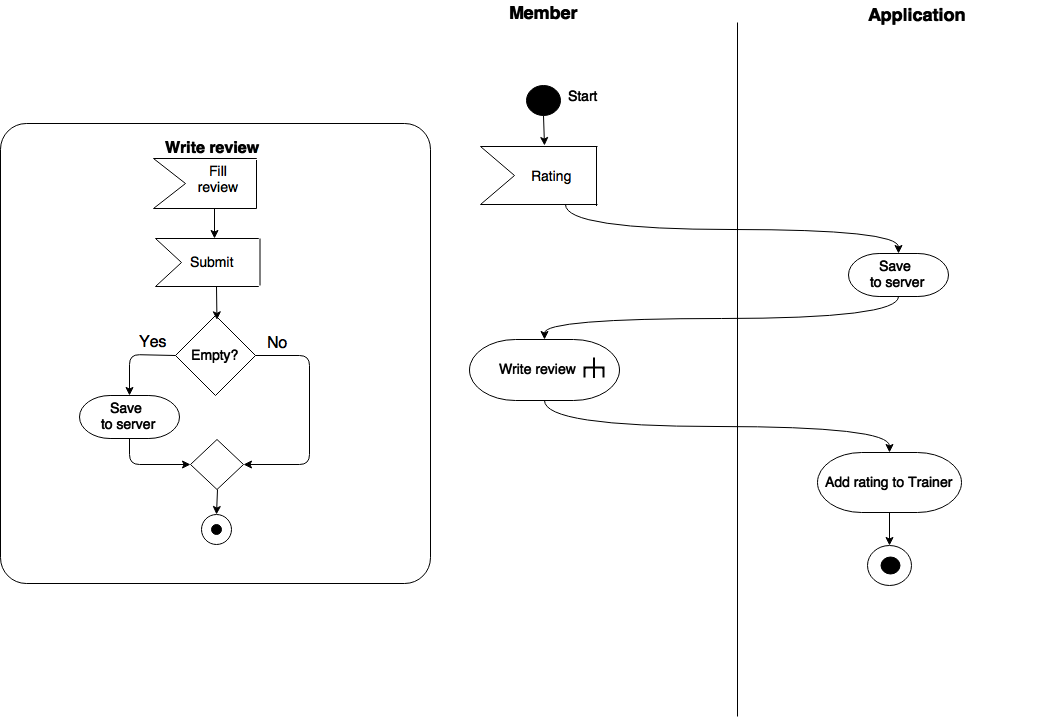 Member
Application
Start
Write review
Fill
review
Rating
Submit
Save
to server
Yes
No
Empty?
Write review
Save
to server
Add rating to Trainer